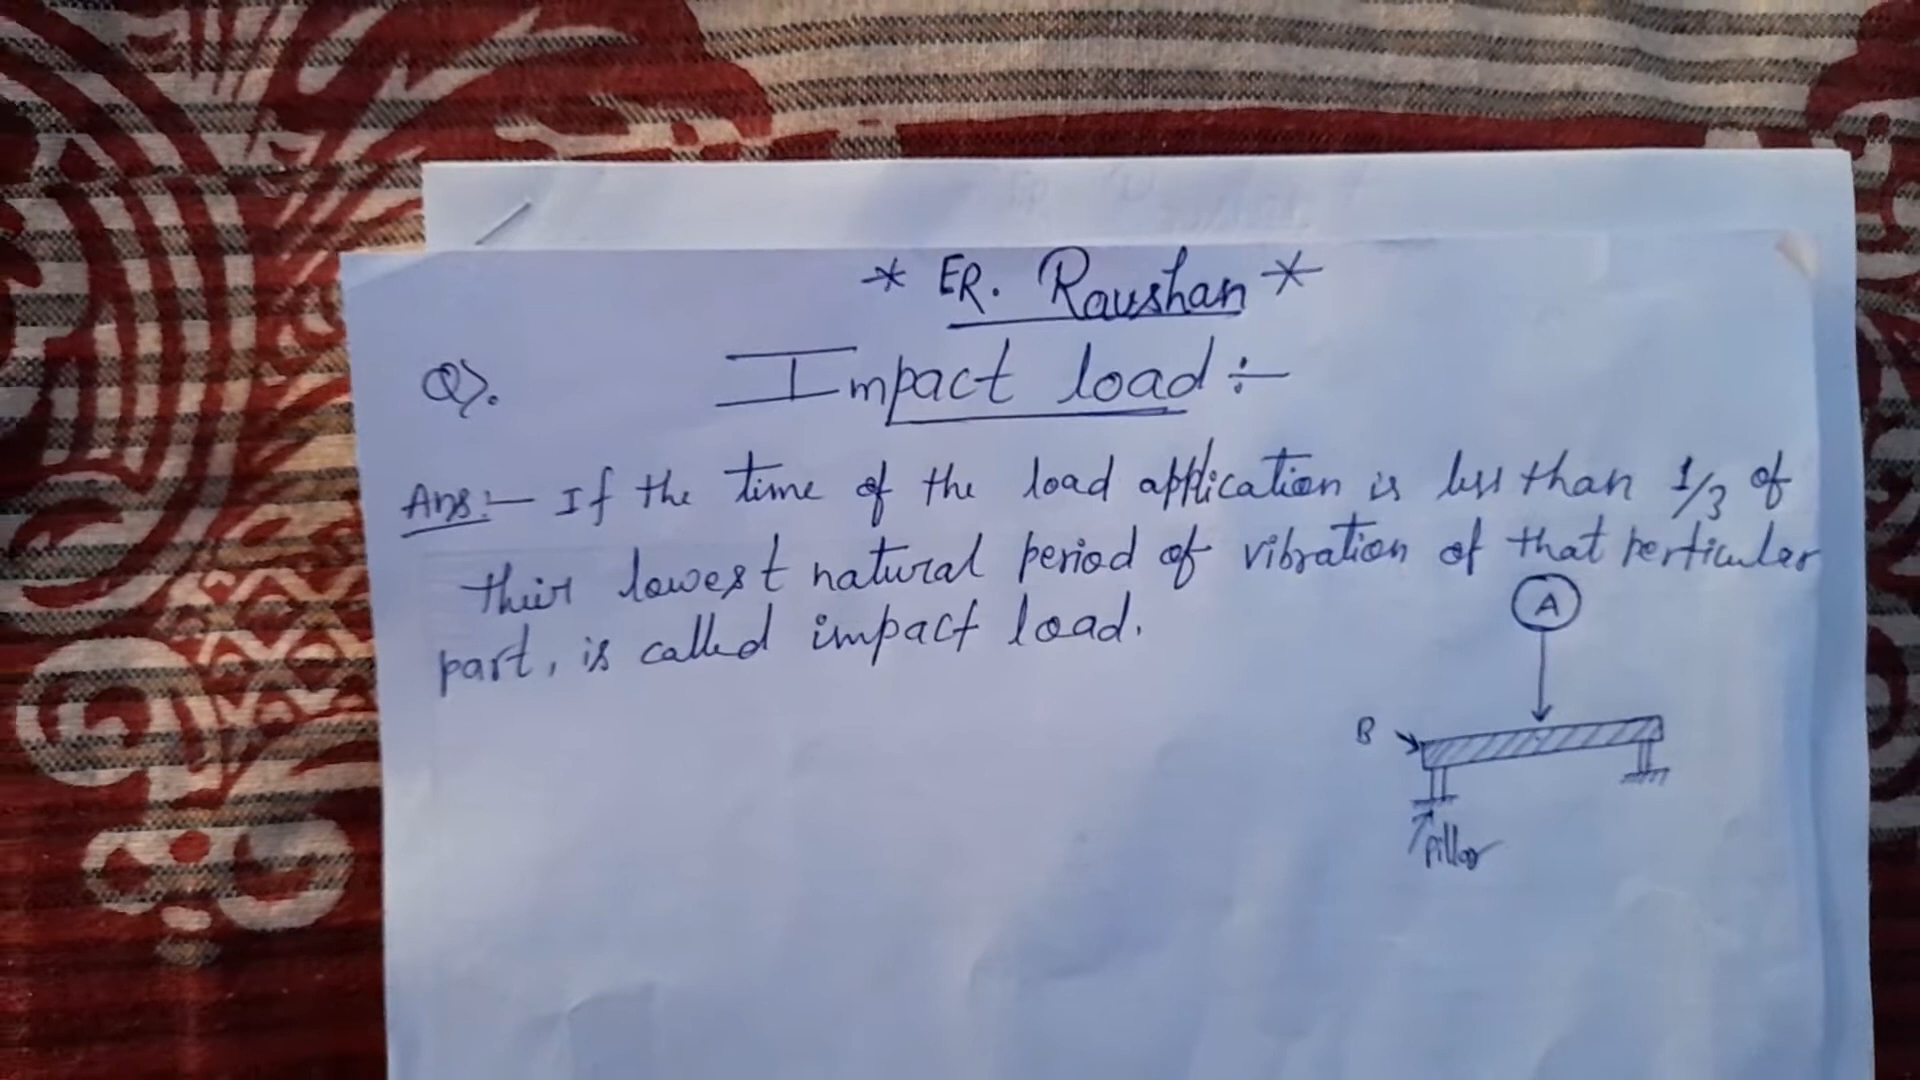 * ER. Raushan *
Q>. Impact load :-
Ans:- If the time of the load application is less than 1/3 of
their lowest natural period of vibration of that perticular
part, is called impact load.
A
B
Pillar